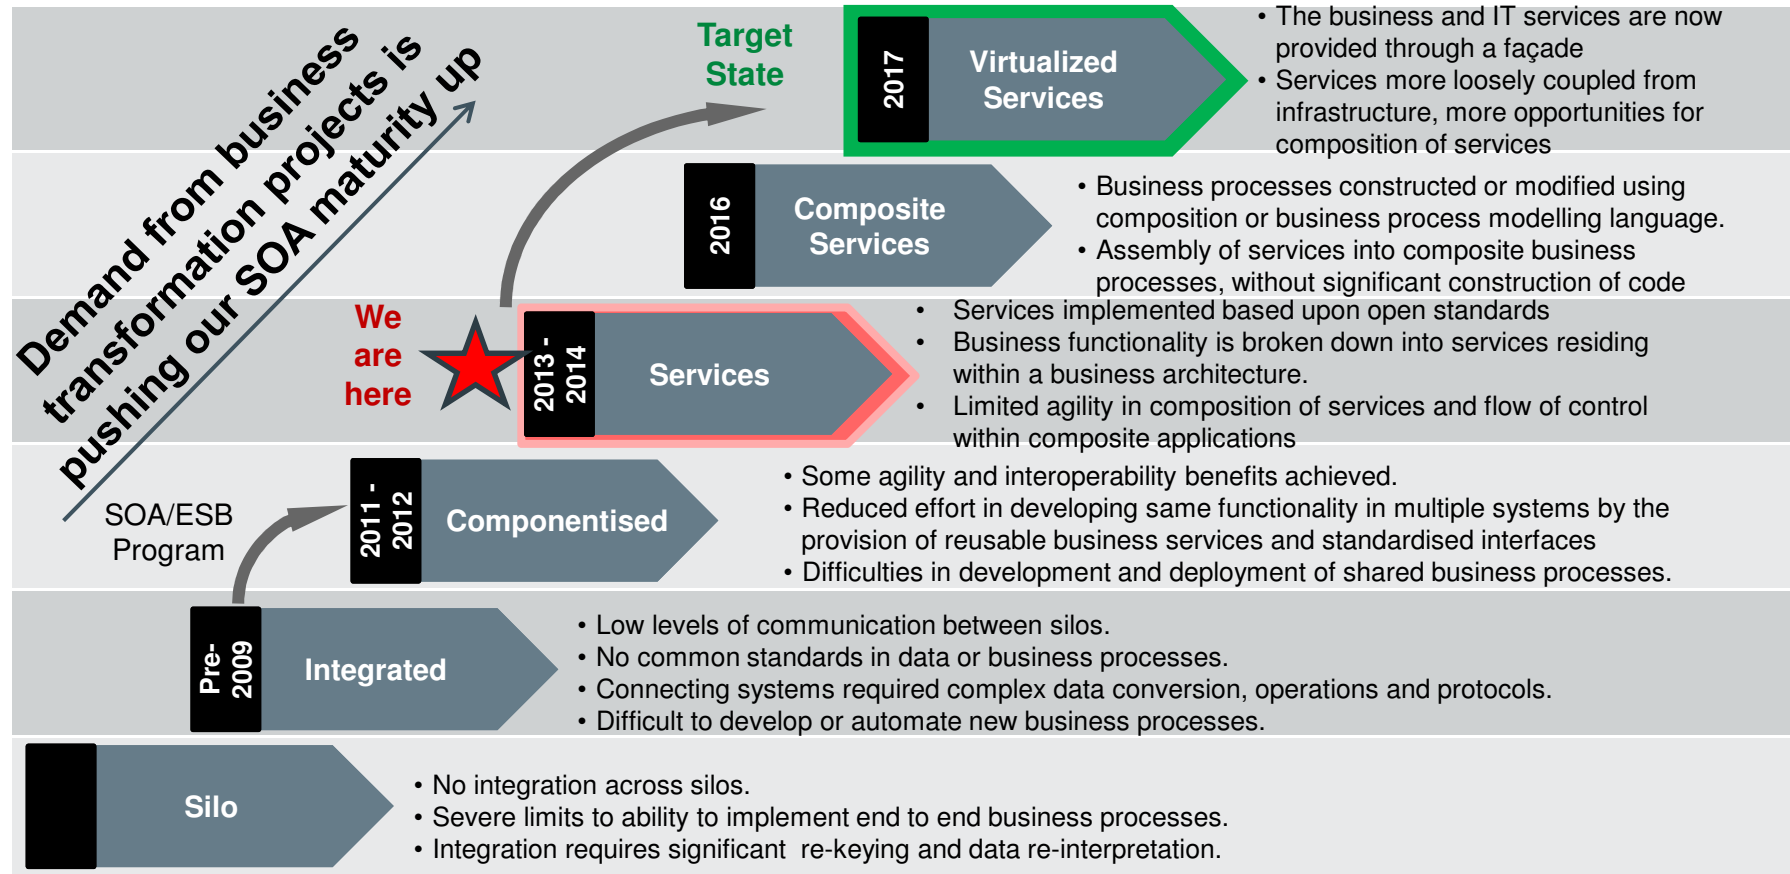 Demand from business
transformation projects is
pushing our SOA maturity up
Target
State
2017
Virtualized
Services
• The business and IT services are now
provided through a façade
• Services more loosely coupled from
infrastructure, more opportunities for
composition of services
2016
Composite
Services
• Business processes constructed or modified using
composition or business process modelling language.
• Assembly of services into composite business
processes, without significant construction of code
We
are
here
2013 -
2014
Services
• Services implemented based upon open standards
• Business functionality is broken down into services residing
within a business architecture.
• Limited agility in composition of services and flow of control
within composite applications
SOA/ESB
Program
2011 -
2012
Componentised
• Some agility and interoperability benefits achieved.
• Reduced effort in developing same functionality in multiple systems by the
provision of reusable business services and standardised interfaces
• Difficulties in development and deployment of shared business processes.
Pre-
2009
Integrated
• Low levels of communication between silos.
• No common standards in data or business processes.
• Connecting systems required complex data conversion, operations and protocols.
• Difficult to develop or automate new business processes.
Silo
• No integration across silos.
• Severe limits to ability to implement end to end business processes.
• Integration requires significant  re-keying and data re-interpretation.